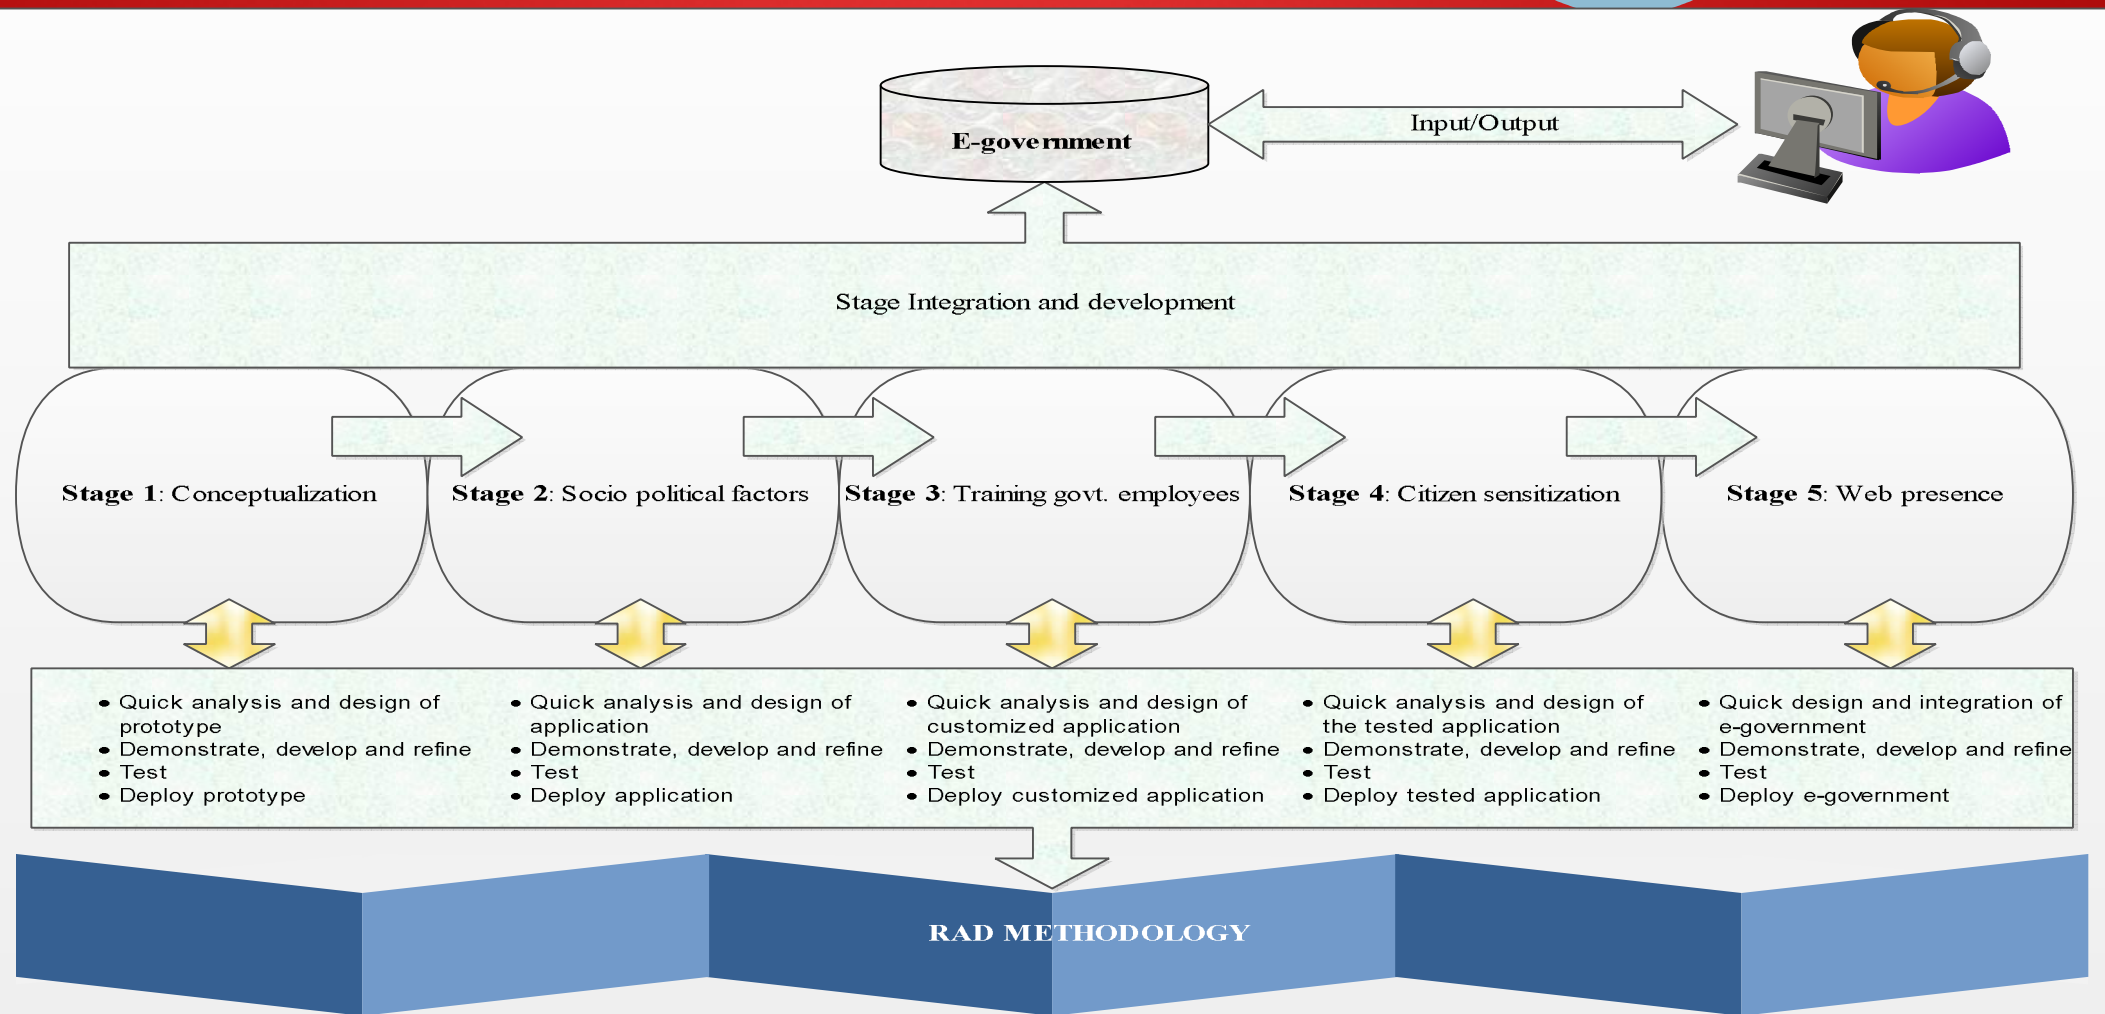 E-government
Input/Output
Stage Integration and development
Stage 1: Conceptualization
Stage 2: Socio political factors
Stage 3: Training govt. employees
Stage 4: Citizen sensitization
Stage 5: Web presence
• Quick analysis and design of
prototype
• Demonstrate, develop and refine
• Test
• Deploy prototype
• Quick analysis and design of
application
• Demonstrate, develop and refine
• Test
• Deploy application
• Quick analysis and design of
customized application
• Demonstrate, develop and refine
• Test
• Deploy customized application
• Quick analysis and design of
the tested application
• Demonstrate, develop and refine
• Test
• Deploy tested application
• Quick design and integration of
e-government
• Demonstrate, develop and refine
• Test
• Deploy e-government
RAD METHODOLOGY